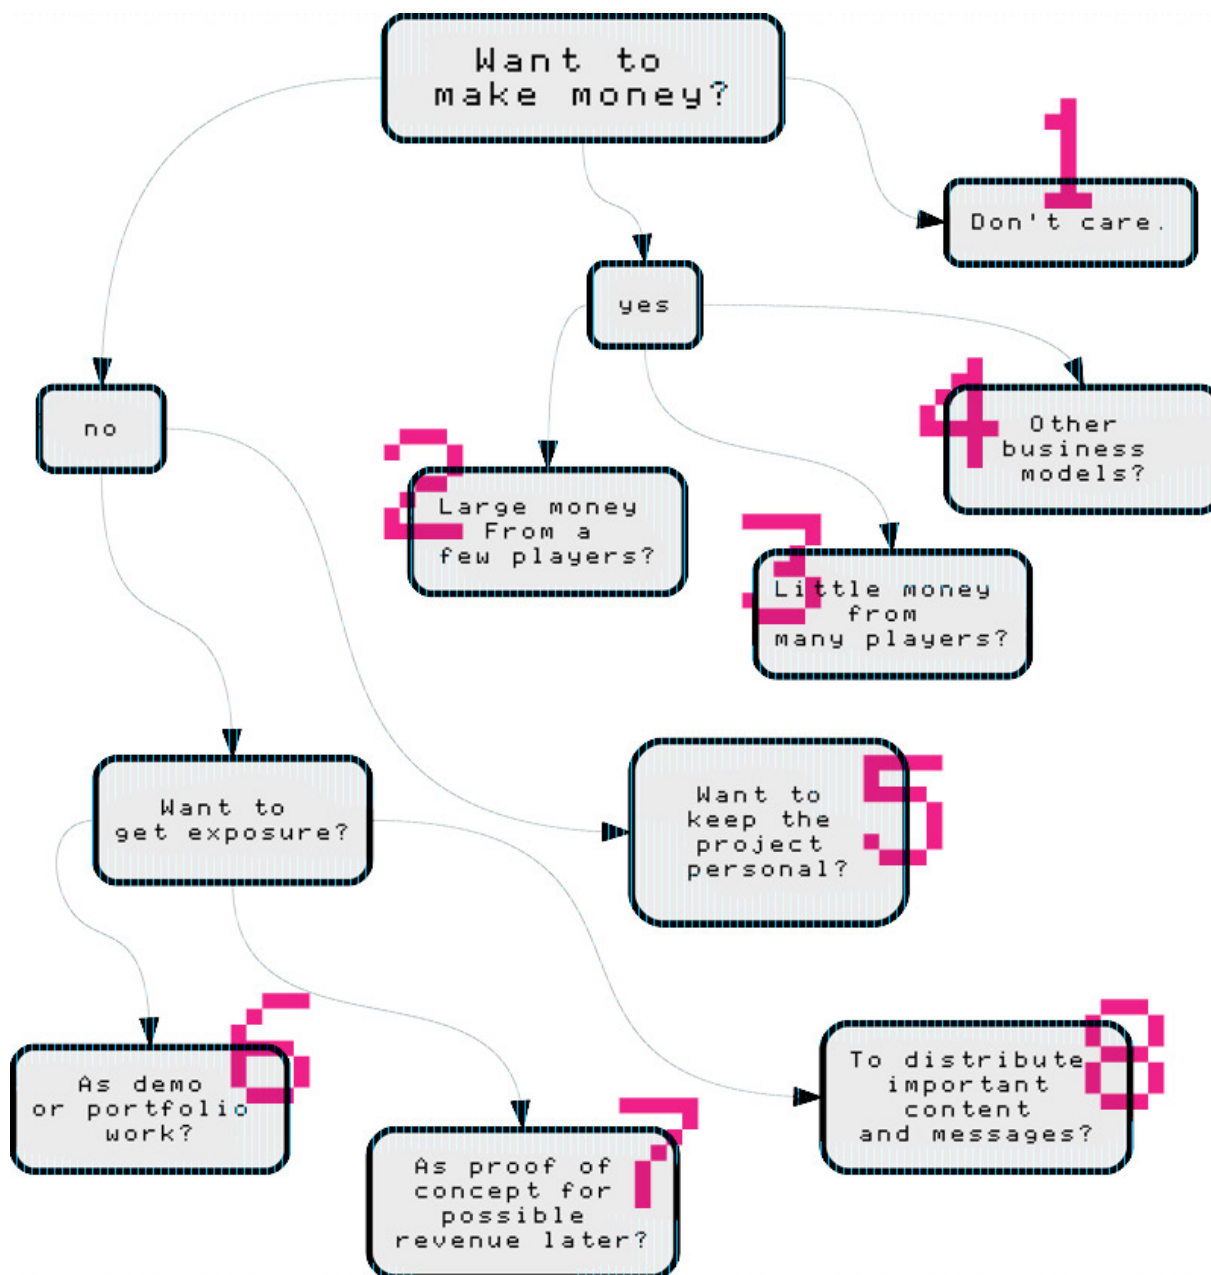 Want to
make money?
1
Don't care.
yes
no
4
Other
business
models?
2
Large money
From a
few players?
3
Little money
from
many players?
Want to
get exposure?
5
Want to
keep the
project
personal?
6
As demo
or portfolio
work?
7
As proof of
concept for
possible
revenue later?
8
To distribute
important
content
and messages?